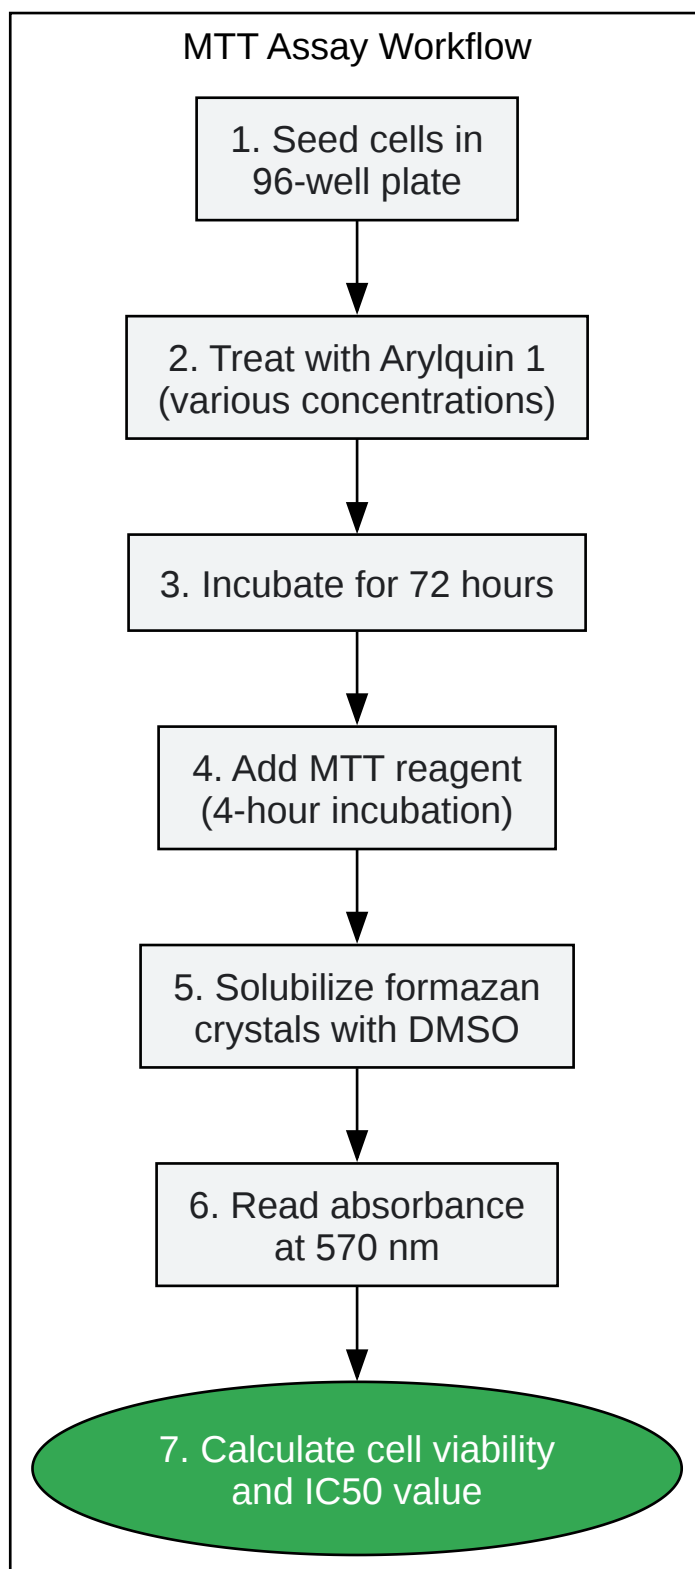 MTT Assay Workflow
1. Seed cells in
96-well plate
2. Treat with Arylquin 1
(various concentrations)
3. Incubate for 72 hours
4. Add MTT reagent
(4-hour incubation)
5. Solubilize formazan
crystals with DMSO
6. Read absorbance
at 570 nm
7. Calculate cell viability
and IC50 value